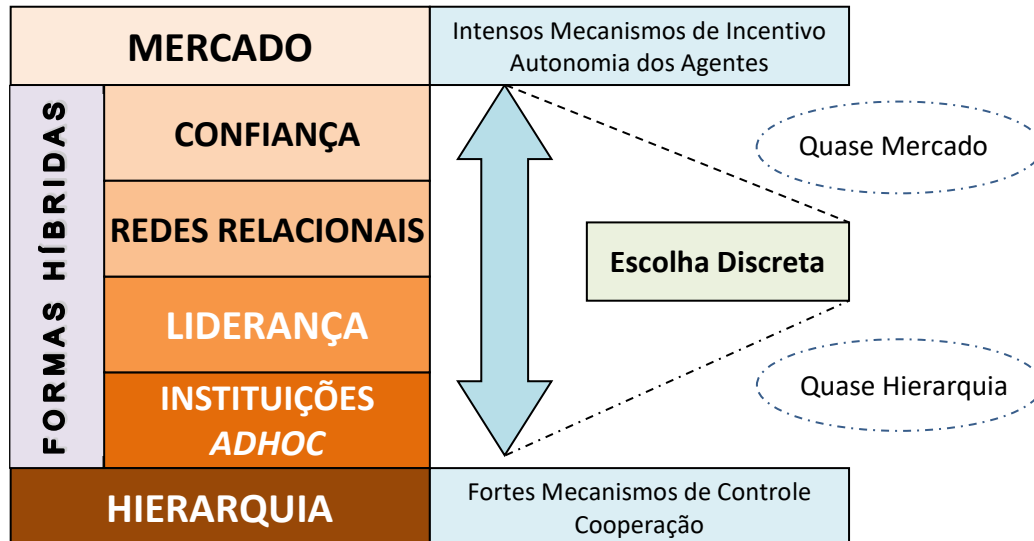 MERCADO
Intensos Mecanismos de Incentivo
Autonomia dos Agentes
FORMAS HÍBRIDAS
CONFIANÇA
Quase Mercado
REDES RELACIONAIS
Escolha Discreta
LIDERANÇA
Quase Hierarquia
INSTITUIÇÕES
ADHOC
HIERARQUIA
Fortes Mecanismos de Controle
Cooperação